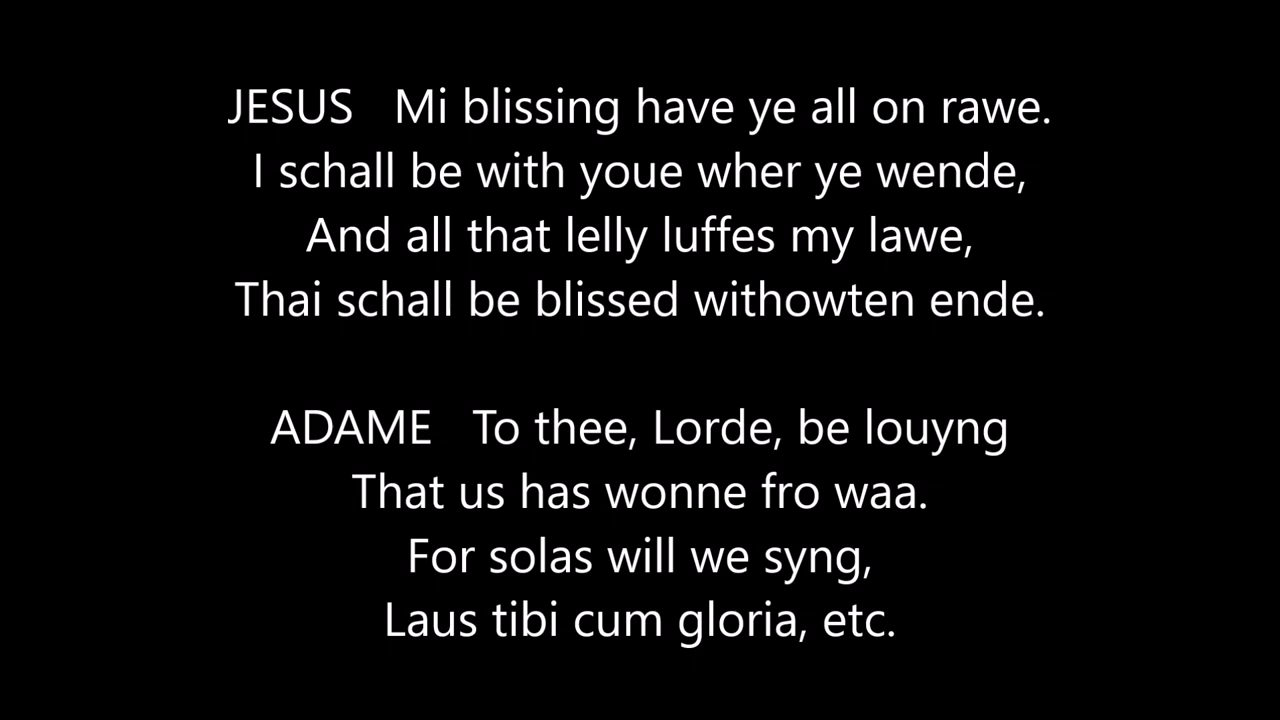 JESUS Mi blissing have ye all on rawe.
I schall be with youe wher ye wende,
And all that lelly luffes my lawe,
Thai schall be blissed withowten ende.
ADAME To thee, Lorde, be louyng
That us has wonne fro waa.
For solas will we syng,
Laus tibi cum gloria, etc.